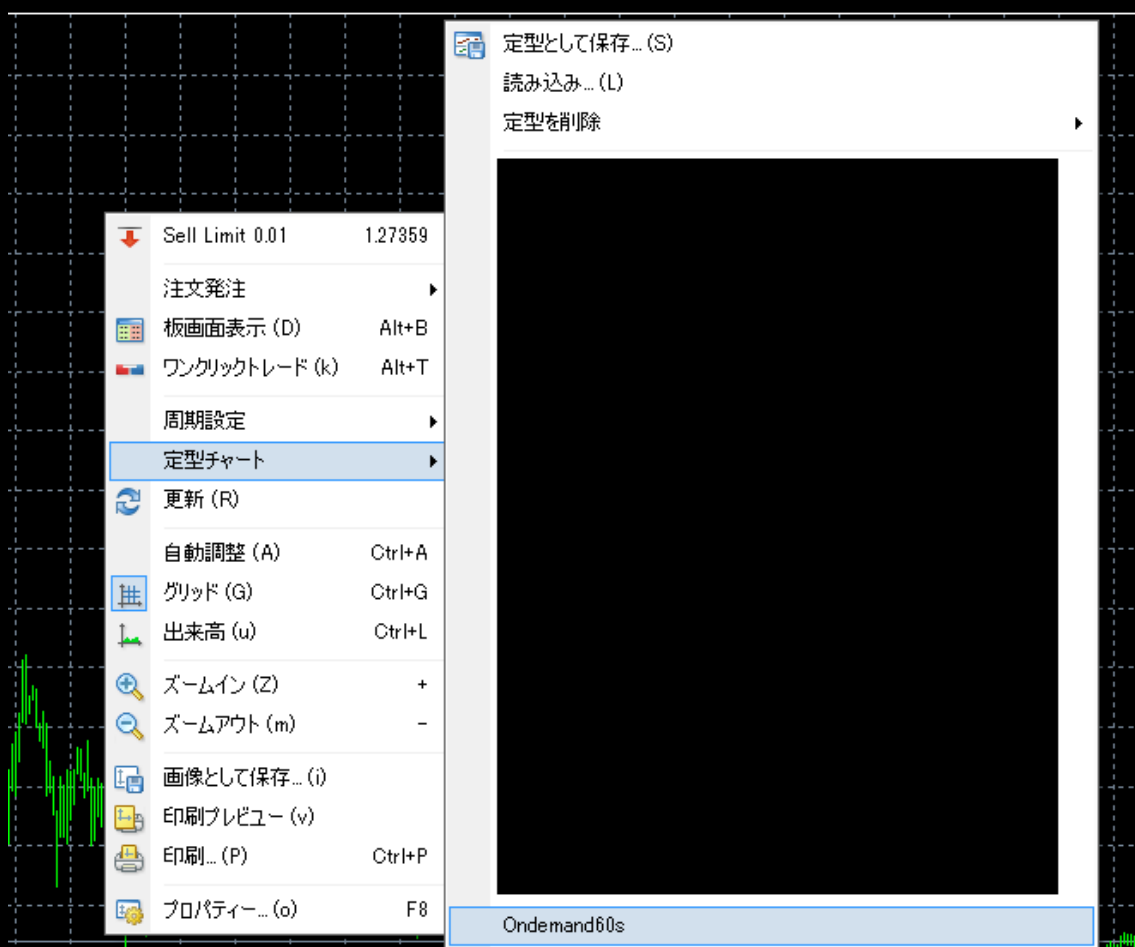 定型として保存...(S)
読み込み...(L)
定型を削除
Ondemand60s
Sell Limit 0.01 1.27359
注文発注
板画面表示 (D) Alt+B
ワンクリックトレード (k) Alt+T
周期設定
定型チャート
更新 (R)
自動調整 (A) Ctrl+A
グリッド (G) Ctrl+G
出来高 (u) Ctrl+L
ズームイン (Z) +
ズームアウト (m) -
画像として保存...(i)
印刷プレビュー (v)
印刷...(P) Ctrl+P
プロパティー...(o) F8